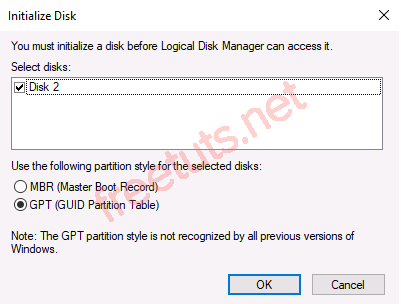 Initialize Disk
You must initialize a disk before Logical Disk Manager can access it.
Select disks:
Disk 2
Use the following partition style for the selected disks:
MBR (Master Boot Record)
GPT (GUID Partition Table)
Note: The GPT partition style is not recognized by all previous versions of
Windows.
OK Cancel
freetuts.net